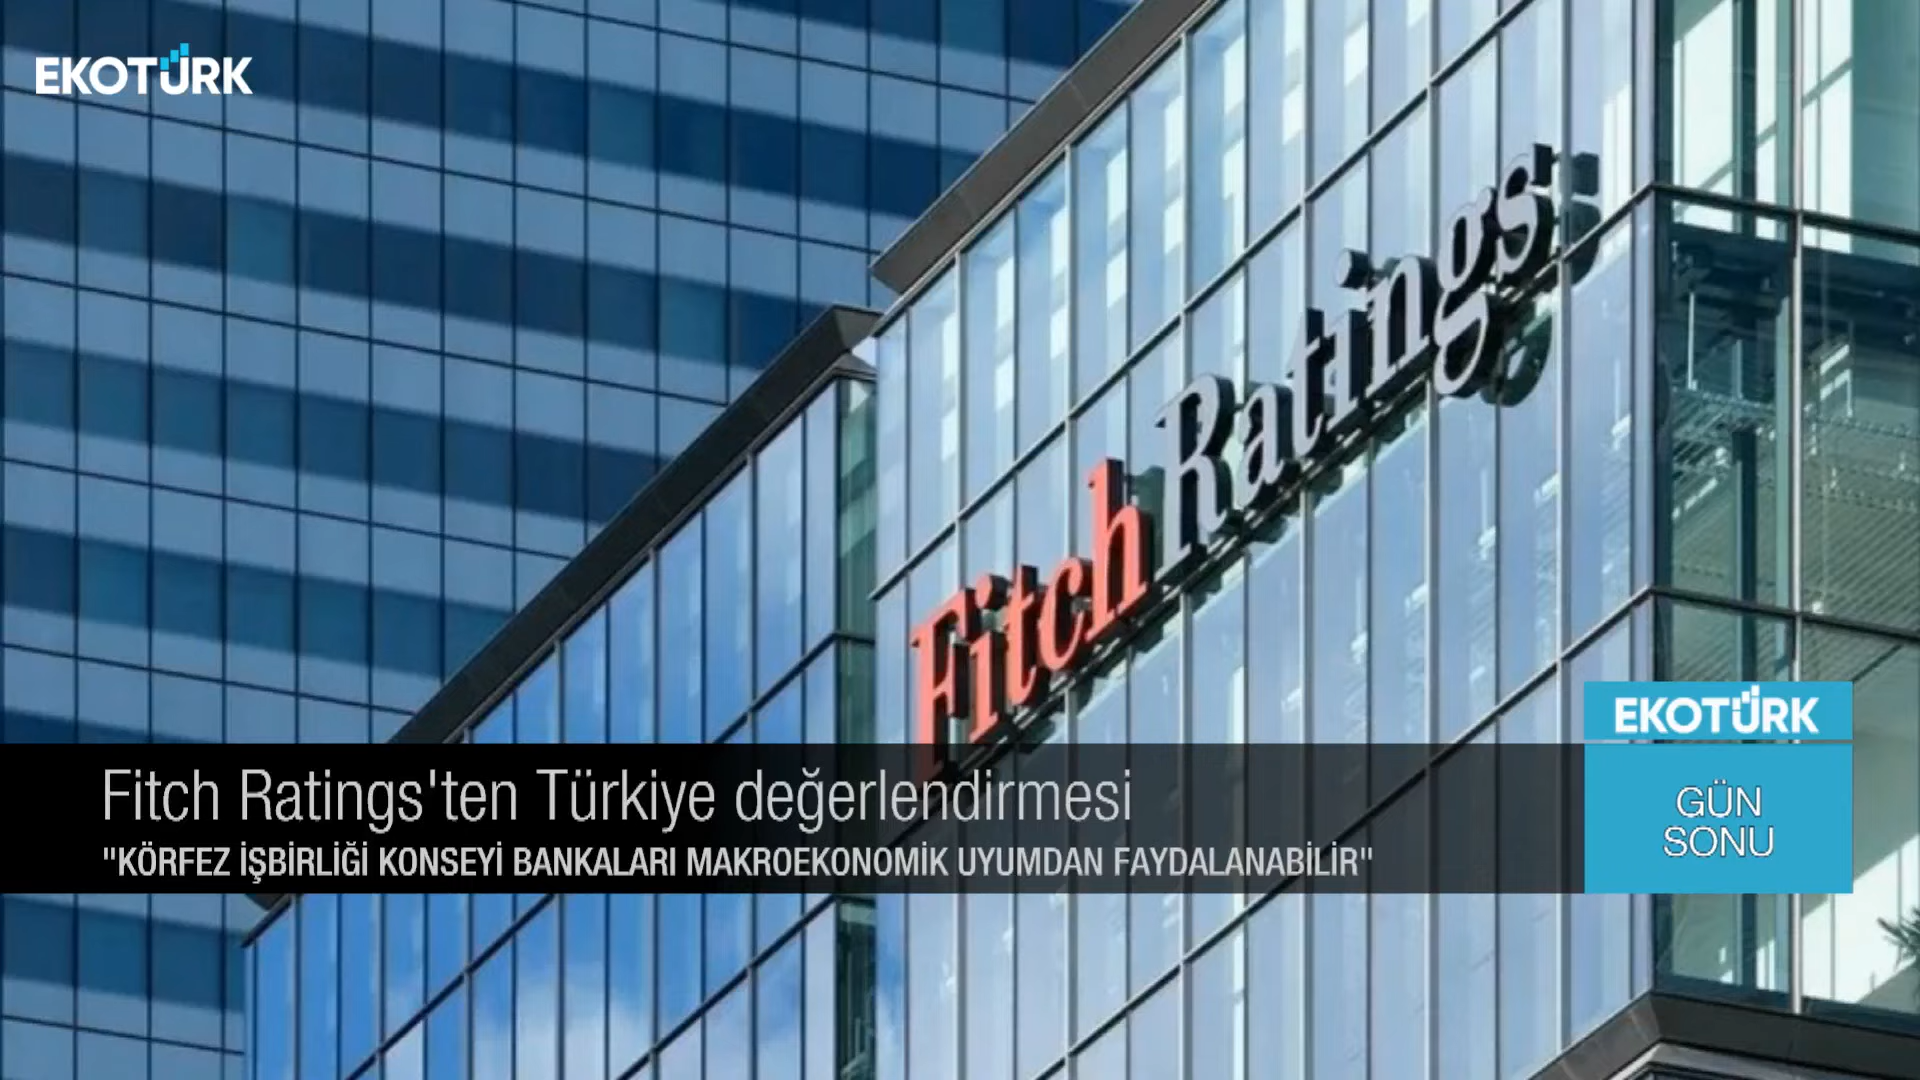 EKOTÜRK
Fitch Ratings
EKOTÜRK
Fitch Ratings'ten Türkiye değerlendirmesi
"KÖRFEZ İŞBİRLİĞİ KONSEYİ BANKALARI MAKROEKONOMİK UYUMDAN FAYDALANABİLİR"
GÜN
SONU